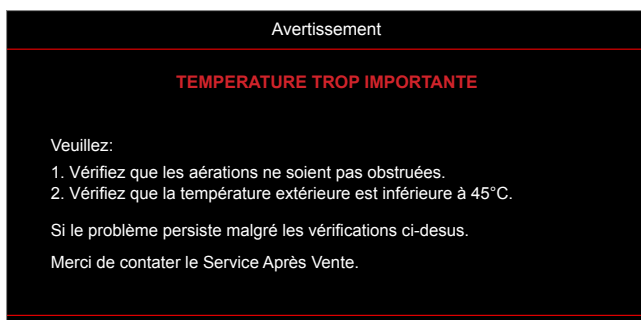 Avertissement
TEMPERATURE TROP IMPORTANTE
Veuillez:
1. Vérifiez que les aérations ne soient pas obstruées.
2. Vérifiez que la température extérieure est inférieure à 45°C.
Si le problème persiste malgré les vérifications ci-desus.
Merci de contater le Service Après Vente.